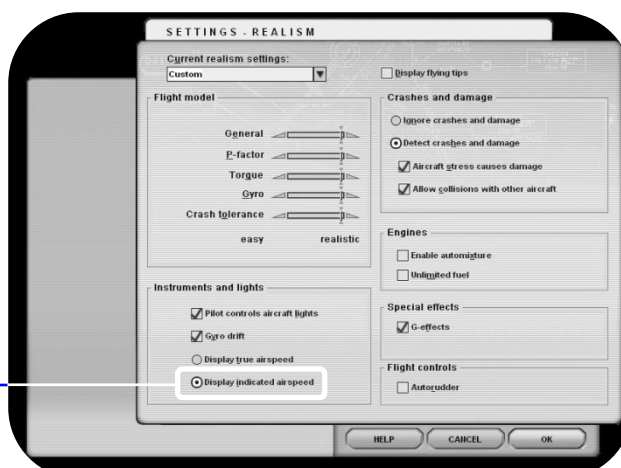 SETTINGS - REALISM
Current realism settings:
Custom
Display flying tips
Flight model
General
P-factor
Torque
Gyro
Crash tolerance
easy realistic
Instruments and lights
Pilot controls aircraft lights
Gyro drift
Display true airspeed
Display indicated airspeed
Crashes and damage
Ignore crashes and damage
Detect crashes and damage
Aircraft stress causes damage
Allow collisions with other aircraft
Engines
Enable automixture
Unlimited fuel
Special effects
G-effects
Flight controls
Autorudder
HELP CANCEL OK